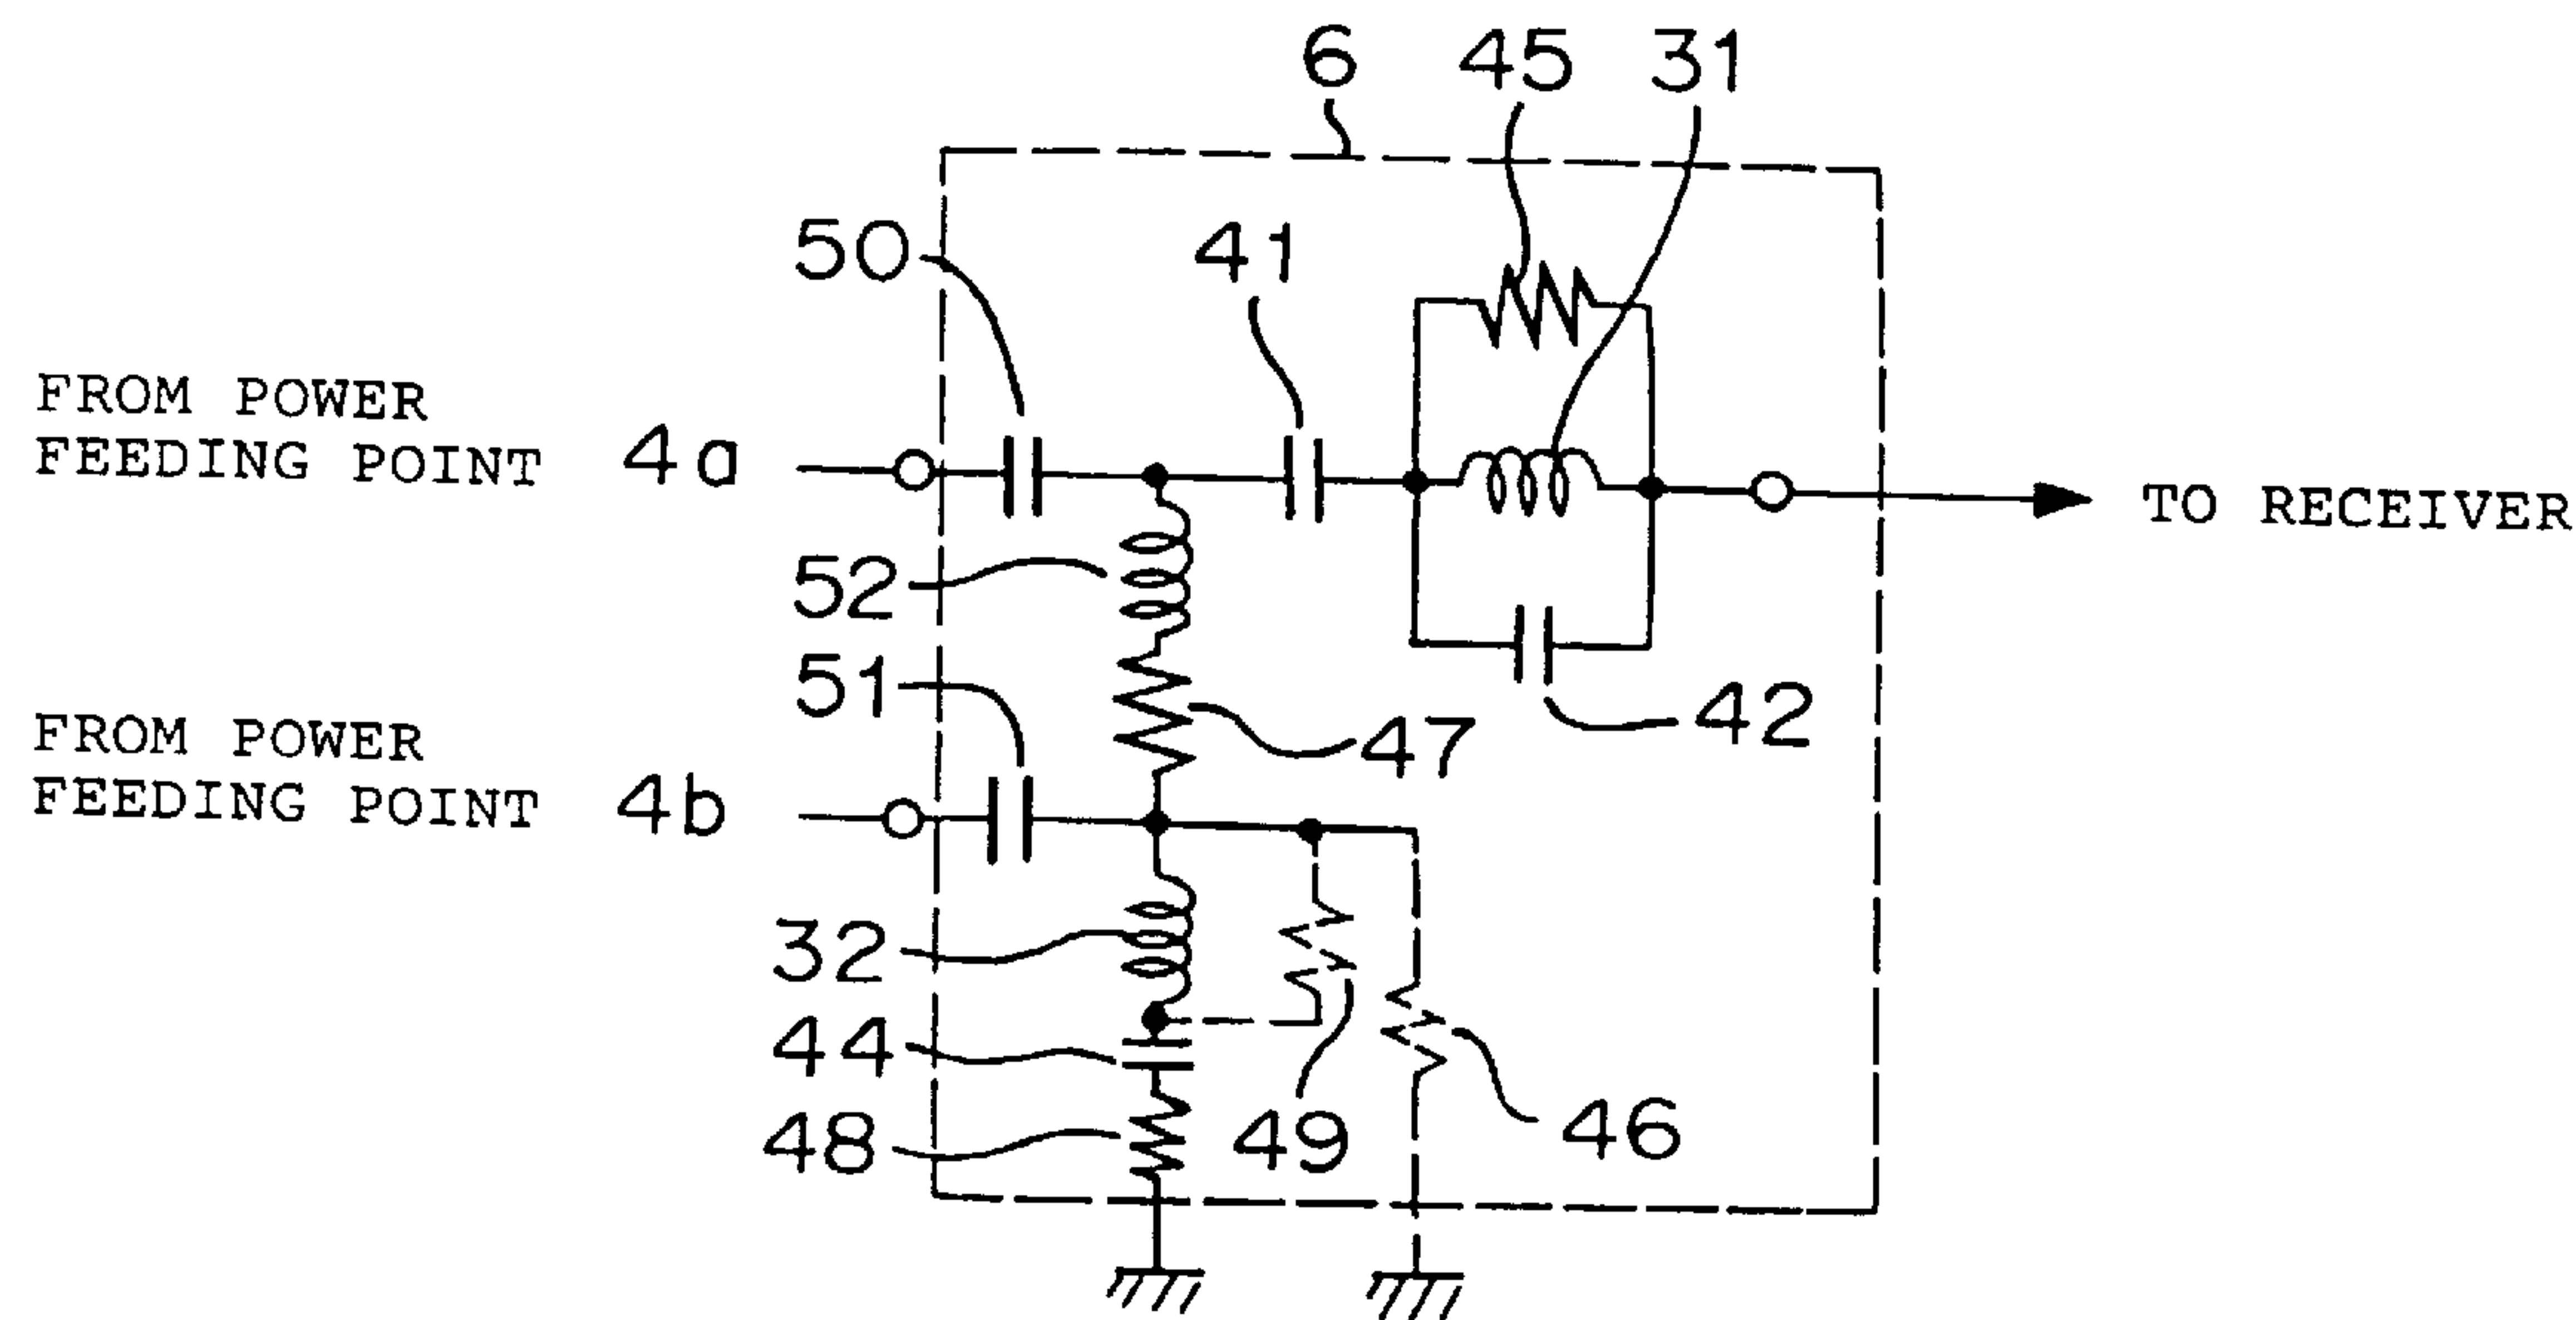 6 45 31
50 41
FROM POWER
FEEDING POINT 4a
TO RECEIVER
52
51
42
47
FROM POWER
FEEDING POINT 4b
32
44
48
49
46